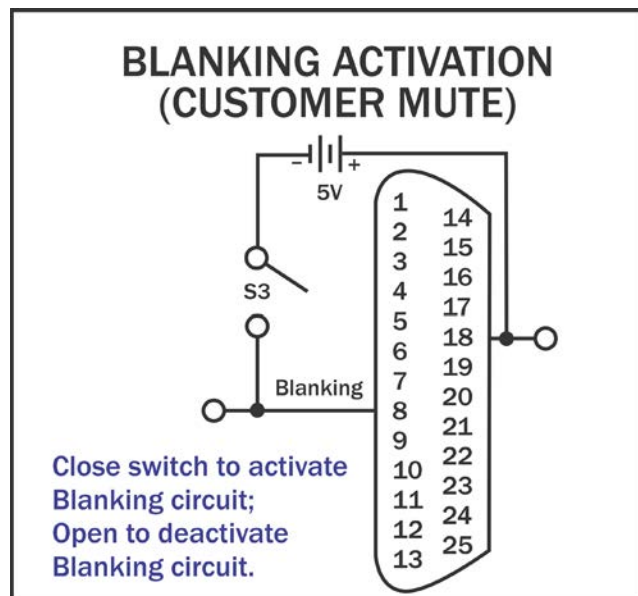 BLANKING ACTIVATION
(CUSTOMER MUTE)
− +
5V
S3
Blanking
1
2
3
4
5
6
7
8
9
10
11
12
13
14
15
16
17
18
19
20
21
22
23
24
25
Close switch to activate
Blanking circuit;
Open to deactivate
Blanking circuit.